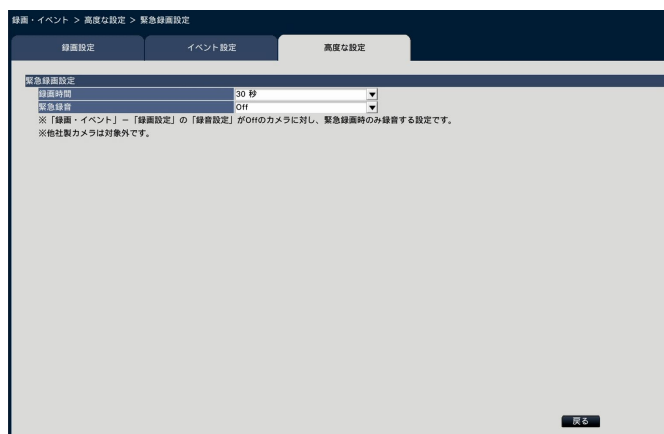 録画・イベント > 高度な設定 > 緊急録画設定
録画設定
イベント設定
高度な設定
緊急録画設定
録画時間 30 秒
緊急録音 Off
※「録画・イベント」－「録画設定」の「録音設定」がOffのカメラに対し、緊急録画時のみ録音する設定です。
※他社製カメラは対象外です。
戻る